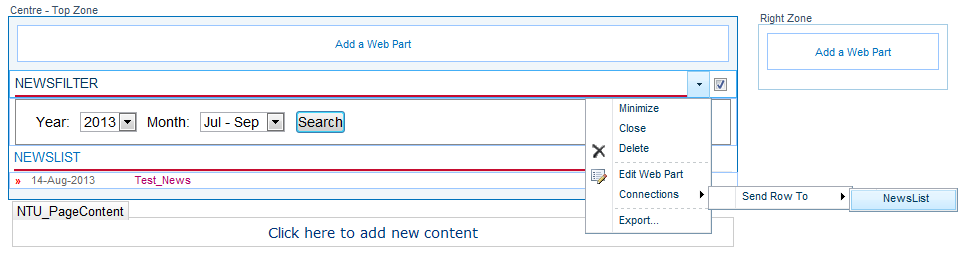 Centre - Top Zone
Add a Web Part
Right Zone
Add a Web Part
NEWSFILTER
Year: 2013 Month: Jul - Sep Search
NEWSLIST
» 14-Aug-2013 Test_News
Minimize
Close
Delete
Edit Web Part
Connections
Export...
Send Row To
NewsList
NTU_PageContent
Click here to add new content